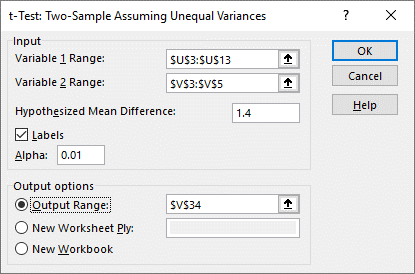 t-Test: Two-Sample Assuming Unequal Variances ? ×
Input
Variable 1 Range: $U$3:$U$13
Variable 2 Range: $V$3:$V$5
Hypothesized Mean Difference: 1.4
Labels
Alpha: 0.01
OK
Cancel
Help
Output options
Output Range: $V$34
New Worksheet Ply:
New Workbook